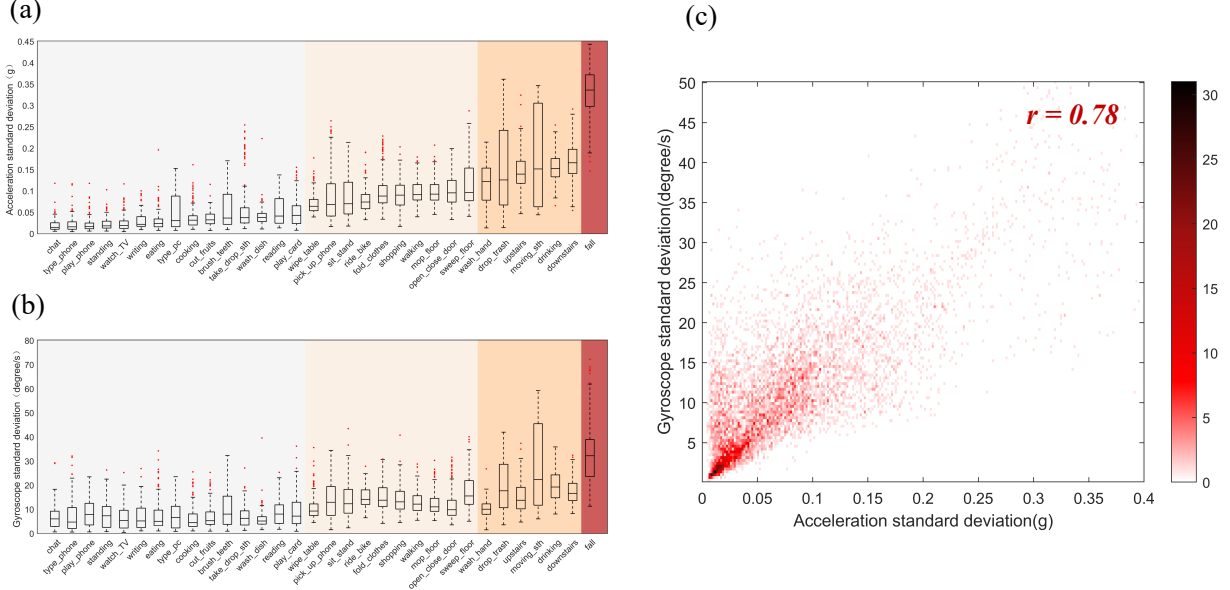 (a)
0.45
0.4
0.35
0.3
0.25
0.2
0.15
0.1
0.05
0
Acceleration standard deviation（g）
chat
type_phone
play_phone
standing
watch_TV
writing
eating
type_pc
cooking
cut_fruits
brush_teeth
take_drop_sth
wash_dish
reading
play_card
wipe_table
pick_up_phone
sit_stand
ride_bike
fold_clothes
shopping
walking
mop_floor
open_close_door
sweep_floor
wash_hand
drop_trash
upstairs
moving_sth
drinking
downstairs
fall
(b)
80
70
60
50
40
30
20
10
0
Gyroscope standard deviation（degree/s）
chat
type_phone
play_phone
standing
watch_TV
writing
eating
type_pc
cooking
cut_fruits
brush_teeth
take_drop_sth
wash_dish
reading
play_card
wipe_table
pick_up_phone
sit_stand
ride_bike
fold_clothes
shopping
walking
mop_floor
open_close_door
sweep_floor
wash_hand
drop_trash
upstairs
moving_sth
drinking
downstairs
fall
(c)
r = 0.78
50
45
40
35
30
25
20
15
10
5
Gyroscope standard deviation(degree/s)
0 0.05 0.1 0.15 0.2 0.25 0.3 0.35 0.4
Acceleration standard deviation(g)
30
25
20
15
10
5
0